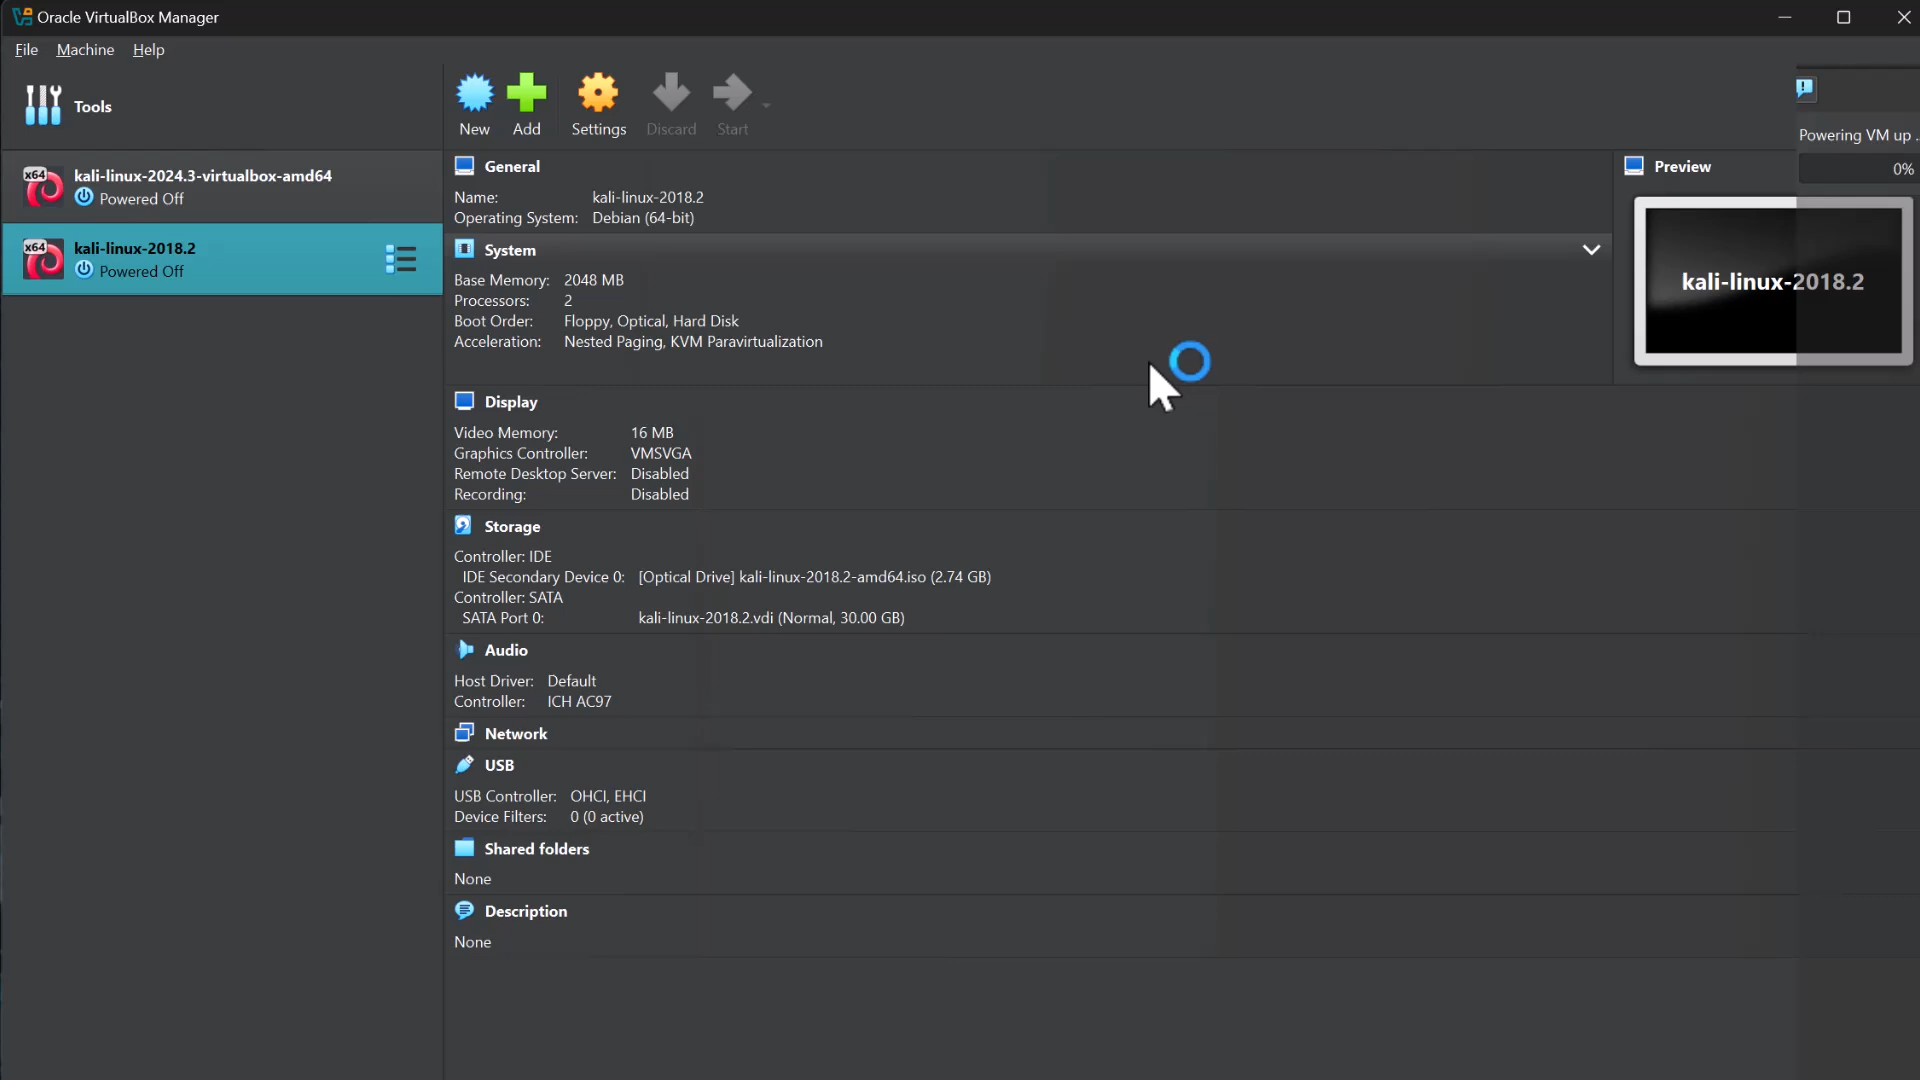 Oracle VirtualBox Manager
File Machine Help
Tools
New Add Settings Discard Start
Powering VM up ...
0%
x64 kali-linux-2024.3-virtualbox-amd64
Powered Off
x64 kali-linux-2018.2
Powered Off
General
Name: kali-linux-2018.2
Operating System: Debian (64-bit)
System
Base Memory: 2048 MB
Processors: 2
Boot Order: Floppy, Optical, Hard Disk
Acceleration: Nested Paging, KVM Paravirtualization
Preview
kali-linux-2018.2
Display
Video Memory: 16 MB
Graphics Controller: VMSVGA
Remote Desktop Server: Disabled
Recording: Disabled
Storage
Controller: IDE
IDE Secondary Device 0: [Optical Drive] kali-linux-2018.2-amd64.iso (2.74 GB)
Controller: SATA
SATA Port 0: kali-linux-2018.2.vdi (Normal, 30.00 GB)
Audio
Host Driver: Default
Controller: ICH AC97
Network
USB
USB Controller: OHCI, EHCI
Device Filters: 0 (0 active)
Shared folders
None
Description
None